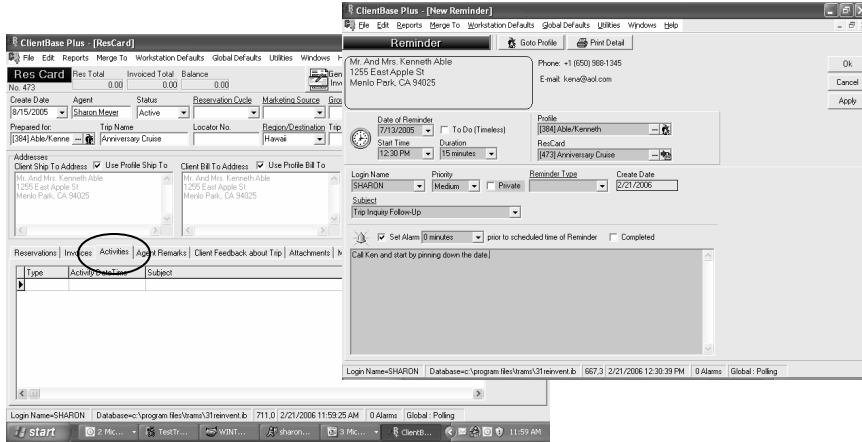 ClientBase Plus - [ResCard]
File Edit Reports Merge To Workstation Defaults Global Defaults Utilities Windows
Res Card
No. 473
Res Total Invoiced Total Balance
0.00 0.00 0.00
Create Date Agent Status Reservation Cycle Marketing Source
8/15/2005 Sharon Meyer Active
Prepared for: Trip Name Locator No. Region/Destination Trip
[384] Able/Kenne Anniversary Cruise Hawaii
Addresses
Client Ship To Address Use Profile Ship To Client Bill To Address Use Profile Bill To
Mr. And Mrs. Kenneth Able
1255 East Apple St
Menlo Park, CA 94025
Mr. And Mrs. Kenneth Able
1255 East Apple St
Menlo Park, CA 94025
Reservations Invoices Activities Agent Remarks Client Feedback about Trip Attachments M
Type Activity DateTime Subject
Login Name=SHARON Database=c:\program files\trams\31reinvent.ib 711,0 2/21/2006 11:59:25 AM 0 Alarms Global : Polling
start 2 Mic... TestTr... WINT... sharon... 3 Mic... ClientB... 11:59 AM
ClientBase Plus - [New Reminder]
File Edit Reports Merge To Workstation Defaults Global Defaults Utilities Windows Help
Reminder Goto Profile Print Detail
Mr. And Mrs. Kenneth Able
1255 East Apple St
Menlo Park, CA 94025
Phone: +1 (650) 988-1345
E-mail: kena@aol.com
Ok
Cancel
Apply
Date of Reminder
7/13/2005 To Do (Timeless)
Start Time Duration
12:30 PM 15 minutes
Profile
[384] Able/Kenneth
ResCard
[473] Anniversary Cruise
Login Name Priority Reminder Type Create Date
SHARON Medium Private 2/21/2006
Subject
Trip Inquiry Follow-Up
Set Alarm 0 minutes prior to scheduled time of Reminder Completed
Call Ken and start by pinning down the date.
Login Name=SHARON Database=c:\program files\trams\31reinvent.ib 667,3 2/21/2006 12:30:39 PM 0 Alarms Global : Polling